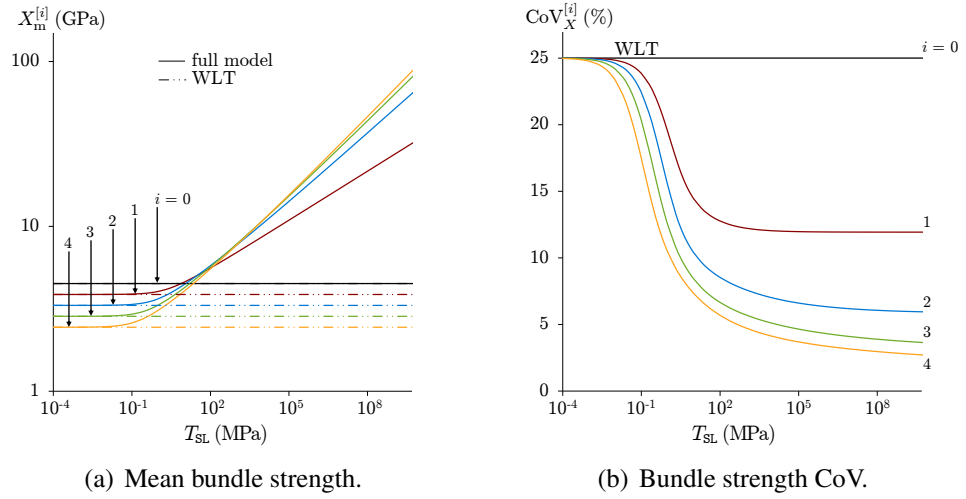 X_m^[i] (GPa)
100
10
1
full model
WLT
i = 0
1
2
3
4
10^-4
10^-1
10^2
10^5
10^8
T_SL (MPa)
(a) Mean bundle strength.
CoV_X^[i] (%)
30
25
20
15
10
5
0
WLT
i = 0
1
2
3
4
10^-4
10^-1
10^2
10^5
10^8
T_SL (MPa)
(b) Bundle strength CoV.